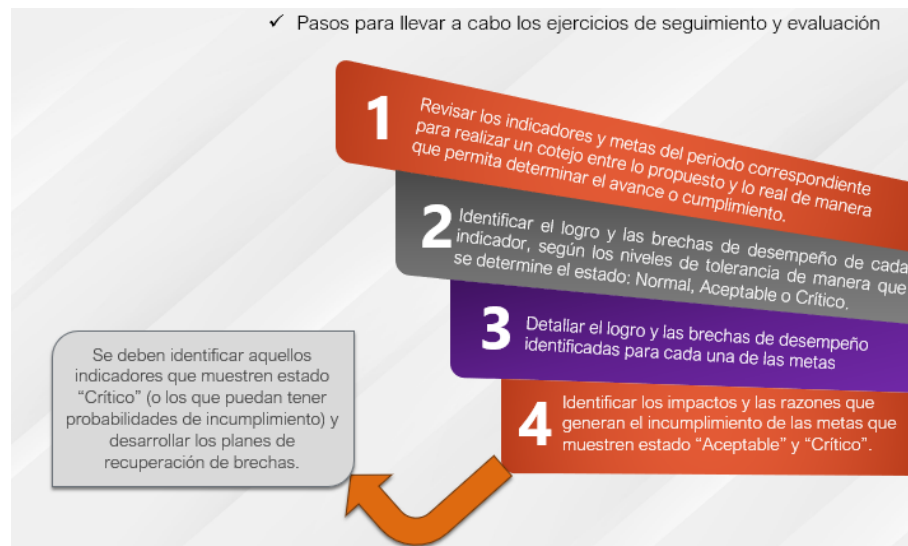 ✓ Pasos para llevar a cabo los ejercicios de seguimiento y evaluación
1
Revisar los indicadores y metas del periodo correspondiente
para realizar un cotejo entre lo propuesto y lo real de manera
que permita determinar el avance o cumplimiento.
2
Identificar el logro y las brechas de desempeño de cada
indicador, según los niveles de tolerancia de manera que
se determine el estado: Normal, Aceptable o Crítico.
3
Detallar el logro y las brechas de desempeño
identificadas para cada una de las metas
4
Identificar los impactos y las razones que
generan el incumplimiento de las metas que
muestren estado “Aceptable” y “Crítico”.
Se deben identificar aquellos
indicadores que muestren estado
“Crítico” (o los que puedan tener
probabilidades de incumplimiento) y
desarrollar los planes de
recuperación de brechas.